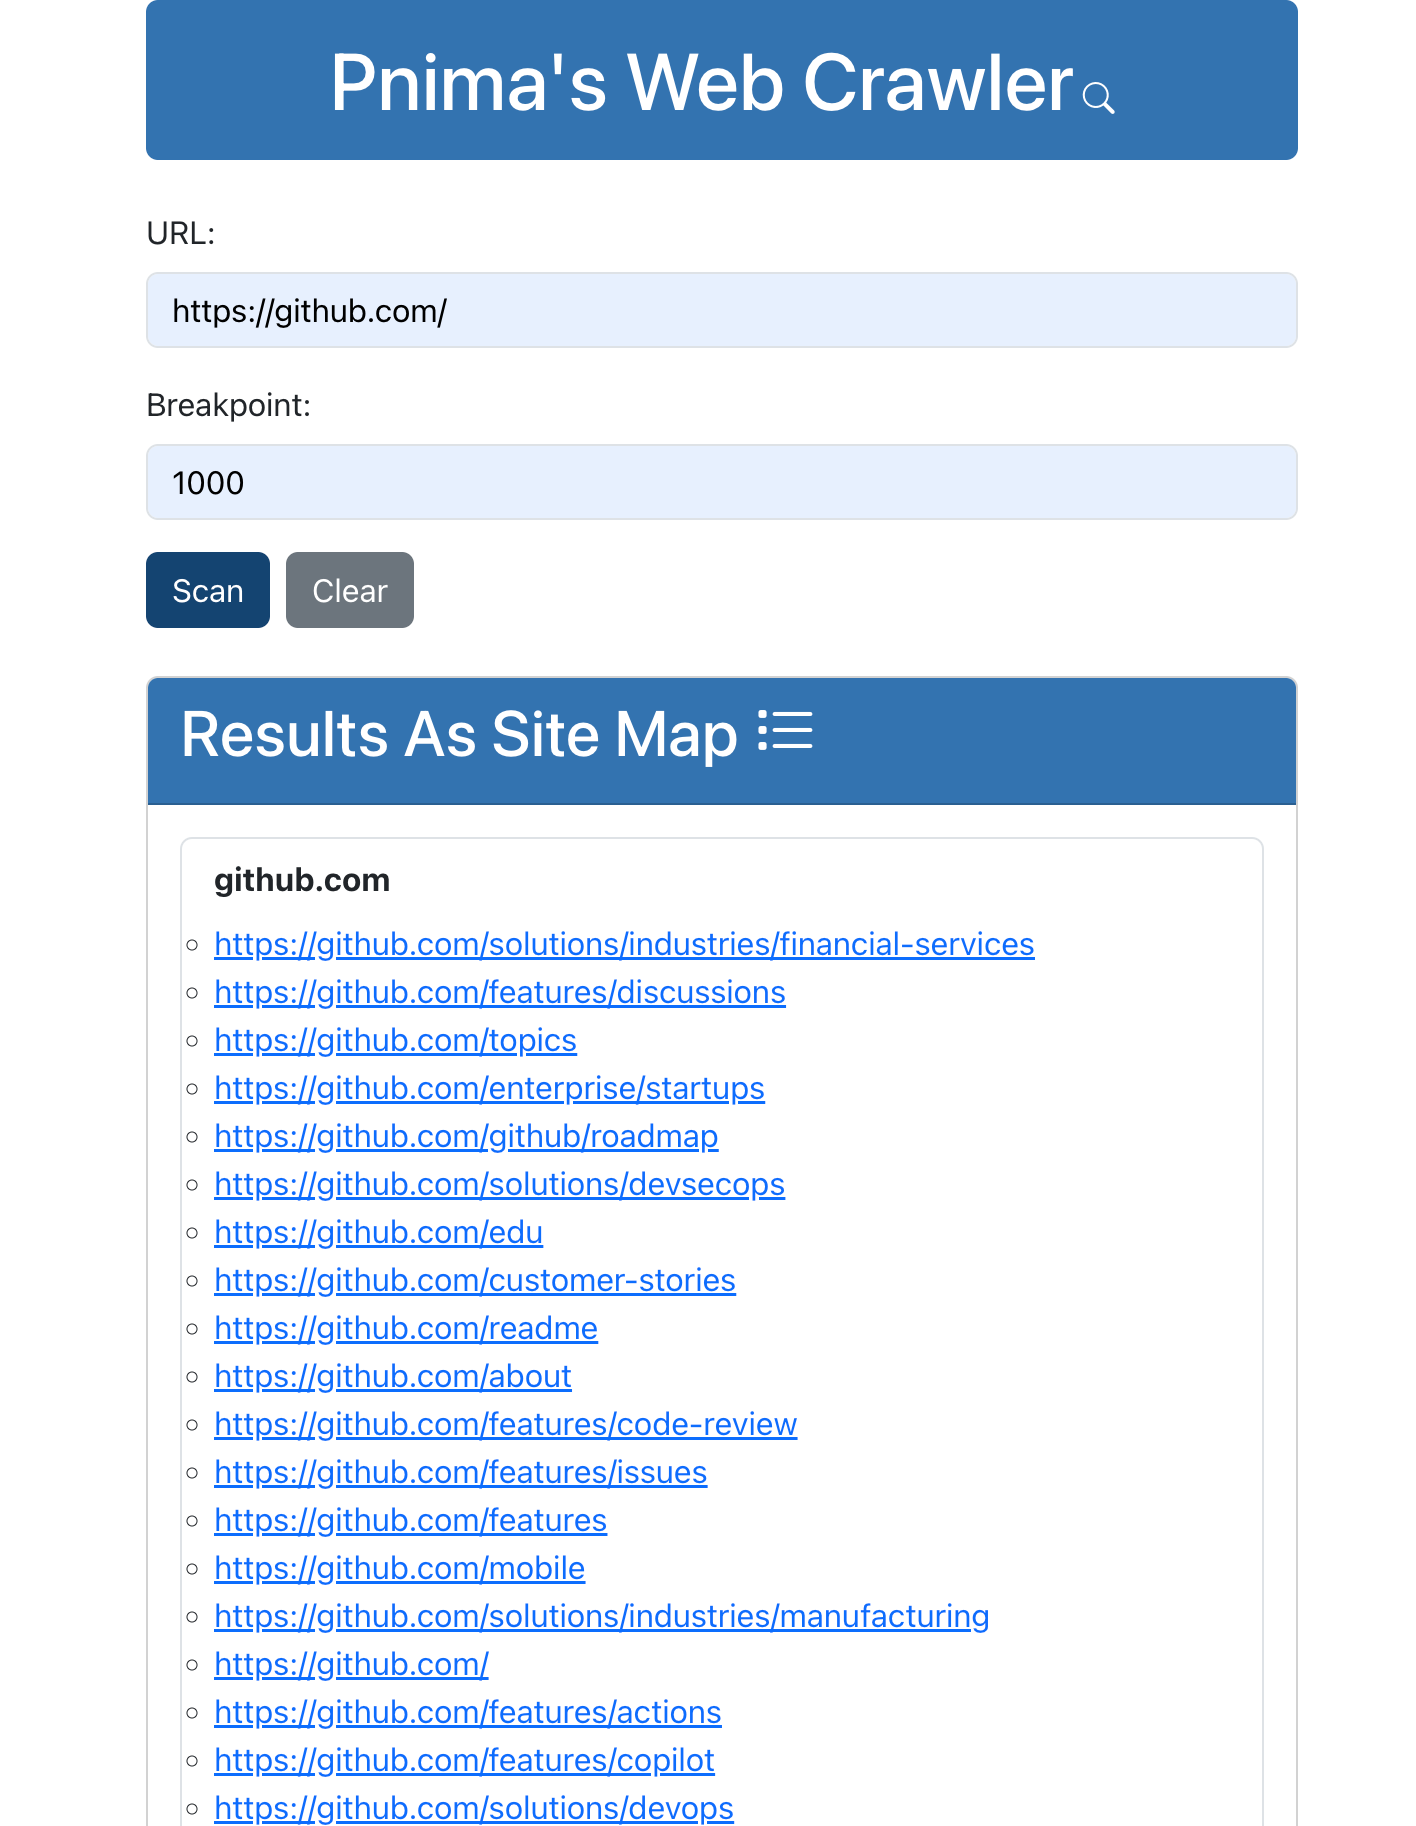 Pnima's Web Crawler
URL:
https://github.com/
Breakpoint:
1000
Scan Clear
Results As Site Map
github.com
https://github.com/solutions/industries/financial-services
https://github.com/features/discussions
https://github.com/topics
https://github.com/enterprise/startups
https://github.com/github/roadmap
https://github.com/solutions/devsecops
https://github.com/edu
https://github.com/customer-stories
https://github.com/readme
https://github.com/about
https://github.com/features/code-review
https://github.com/features/issues
https://github.com/features
https://github.com/mobile
https://github.com/solutions/industries/manufacturing
https://github.com/
https://github.com/features/actions
https://github.com/features/copilot
https://github.com/solutions/devops